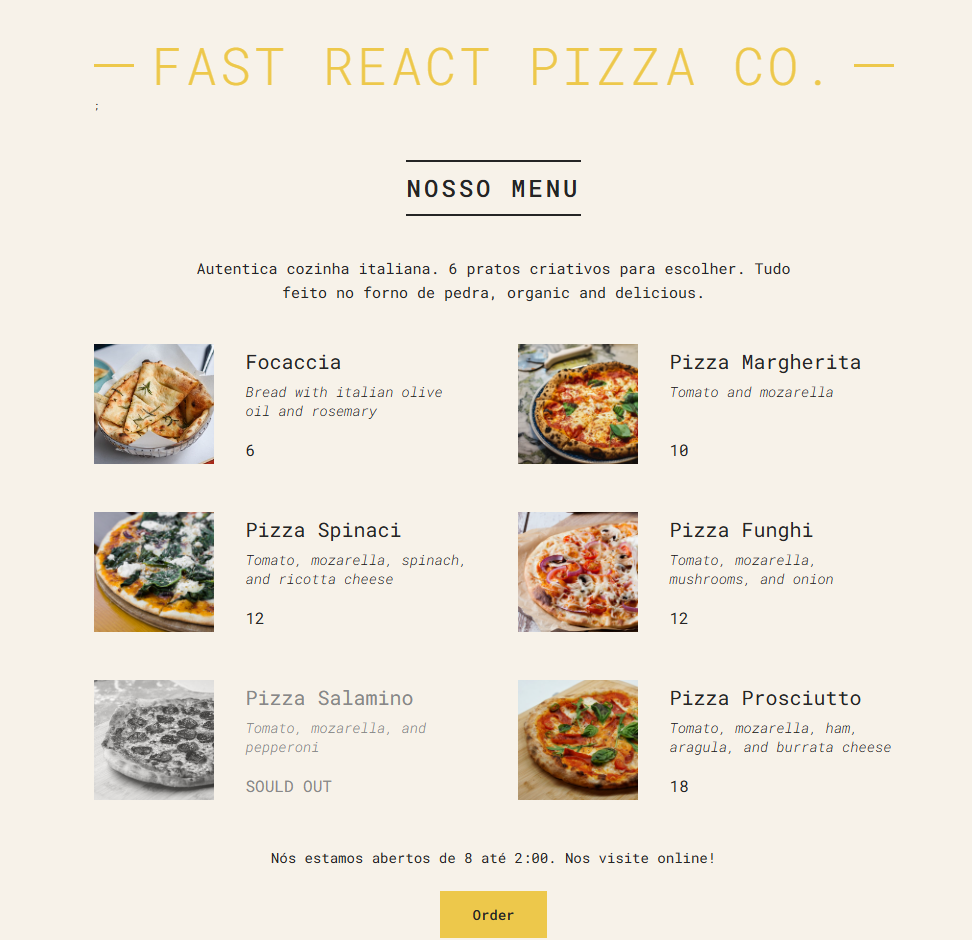 FAST REACT PIZZA CO.
;
NOSSO MENU
Autentica cozinha italiana. 6 pratos criativos para escolher. Tudo
feito no forno de pedra, organic and delicious.
Focaccia
Bread with italian olive
oil and rosemary
6
Pizza Margherita
Tomato and mozarella
10
Pizza Spinaci
Tomato, mozarella, spinach,
and ricotta cheese
12
Pizza Funghi
Tomato, mozarella,
mushrooms, and onion
12
Pizza Salamino
Tomato, mozarella, and
pepperoni
SOULD OUT
Pizza Prosciutto
Tomato, mozarella, ham,
aragula, and burrata cheese
18
Nós estamos abertos de 8 até 2:00. Nos visite online!
Order